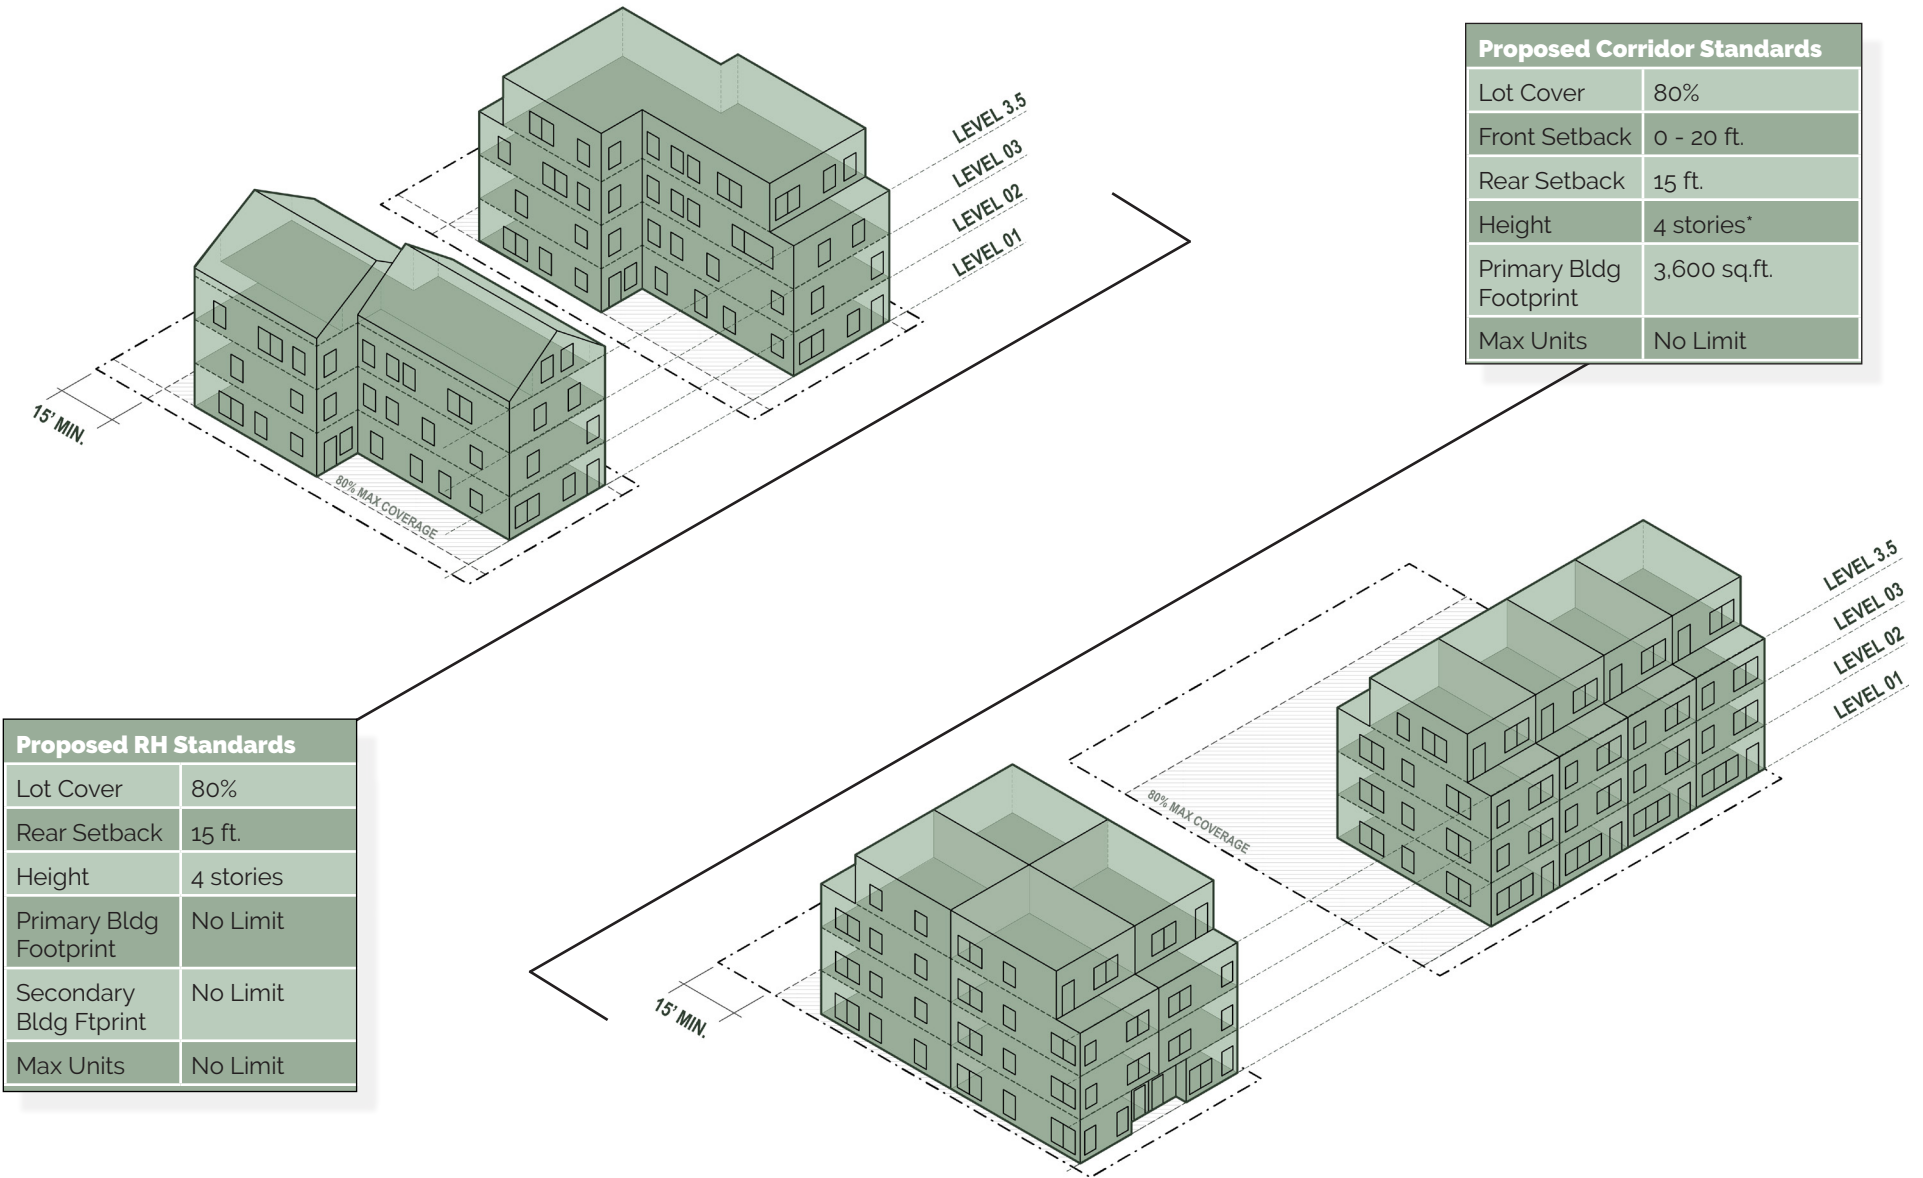 LEVEL 3.5
LEVEL 03
LEVEL 02
LEVEL 01
15' MIN.
80% MAX COVERAGE
Proposed Corridor Standards
Lot Cover 80%
Front Setback 0 - 20 ft.
Rear Setback 15 ft.
Height 4 stories*
Primary Bldg 3,600 sq.ft.
Footprint
Max Units No Limit
Proposed RH Standards
Lot Cover 80%
Rear Setback 15 ft.
Height 4 stories
Primary Bldg No Limit
Footprint
Secondary No Limit
Bldg Ftprint
Max Units No Limit
LEVEL 3.5
LEVEL 03
LEVEL 02
LEVEL 01
80% MAX COVERAGE
15' MIN.